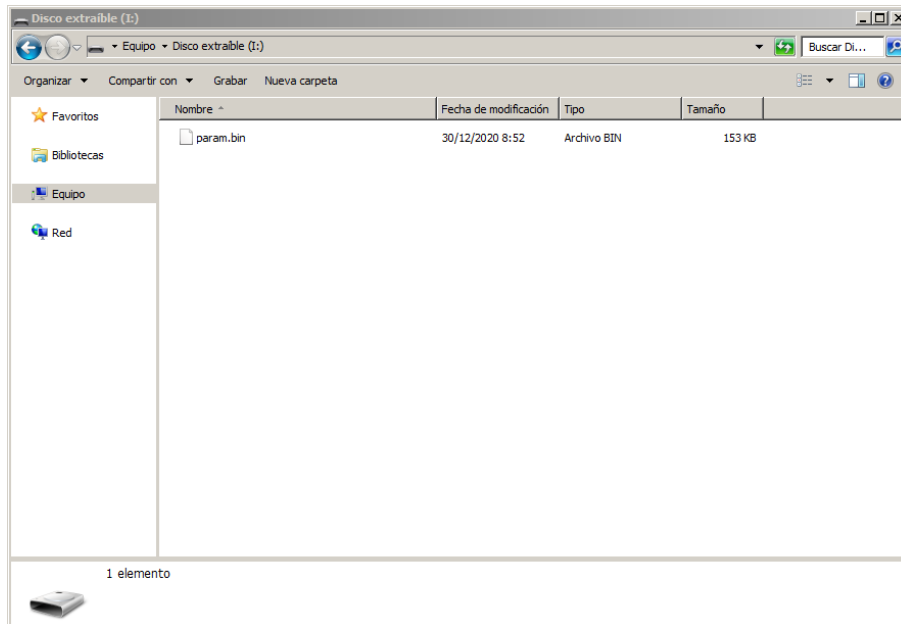 Disco extraíble (I:)
Equipo Disco extraíble (I:)
Buscar Di...
Organizar Compartir con Grabar Nueva carpeta
Favoritos
Bibliotecas
Equipo
Red
Nombre Fecha de modificación Tipo Tamaño
param.bin 30/12/2020 8:52 Archivo BIN 153 KB
1 elemento